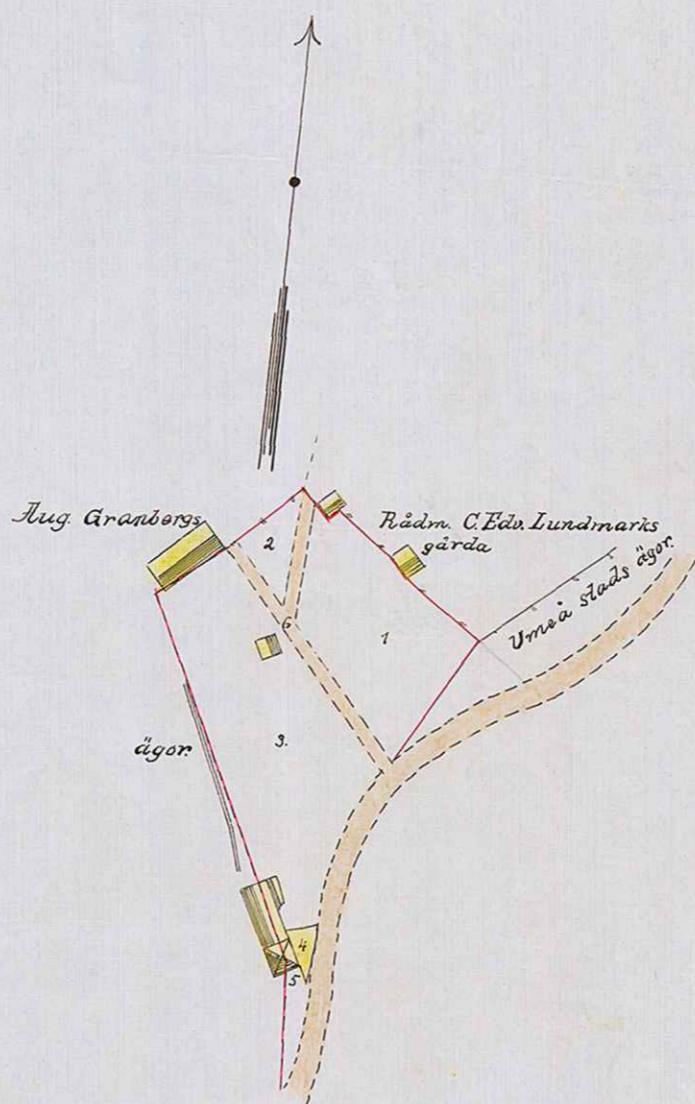 Aug. Granbergs
Rådm. C. Edv. Lundmarks
gårda
Umeå stads ägor.
2
6
1
ägor.
3.
4
5